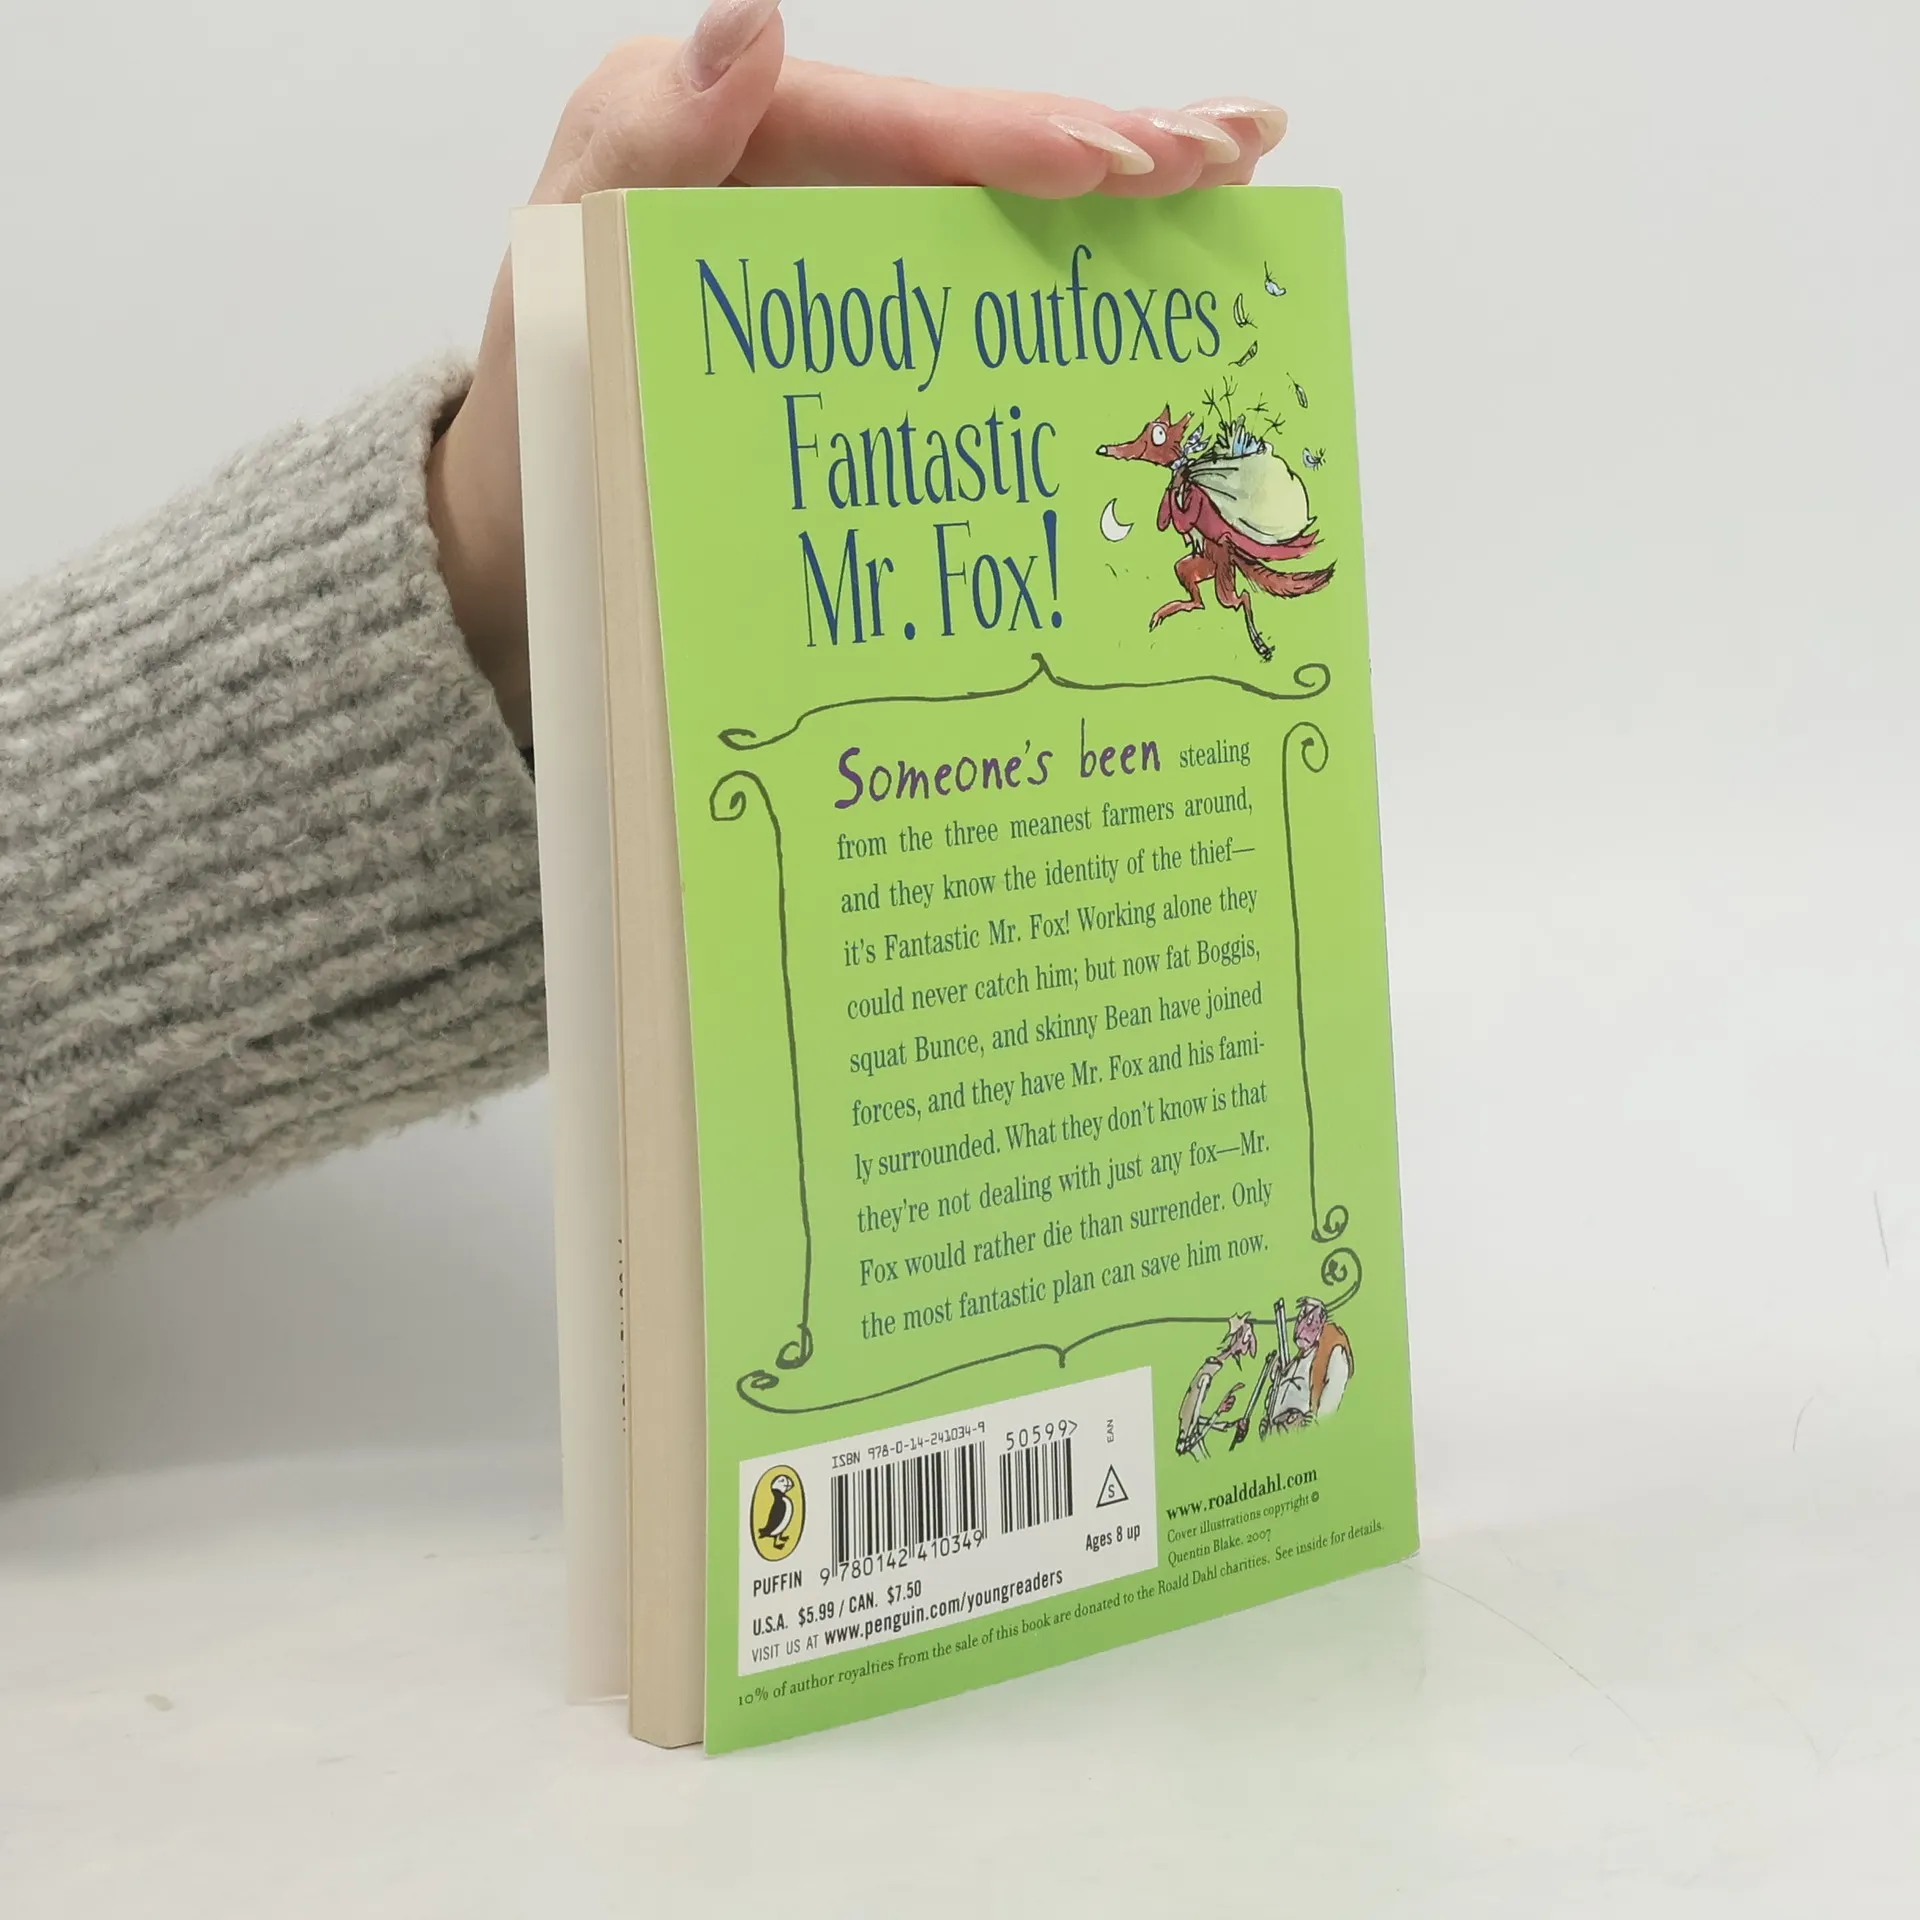 Nobody outfoxes
Fantastic
Mr. Fox!
Someone's been stealing
from the three meanest farmers around,
and they know the identity of the thief—
it's Fantastic Mr. Fox! Working alone they
could never catch him; but now fat Boggis,
squat Bunce, and skinny Bean have joined
forces, and they have Mr. Fox and his fami-
ly surrounded. What they don't know is that
they're not dealing with just any fox—Mr.
Fox would rather die than surrender. Only
the most fantastic plan can save him now.
ISBN 978-0-14-241034-9
50599>
EAN
9 780142 410349
S
Ages 8 up
PUFFIN
U.S.A. $5.99 / CAN. $7.50
VISIT US AT www.penguin.com/youngreaders
www.roalddahl.com
Cover illustrations copyright ©
Quentin Blake. 2007
10% of author royalties from the sale of this book are donated to the Roald Dahl charities. See inside for details.